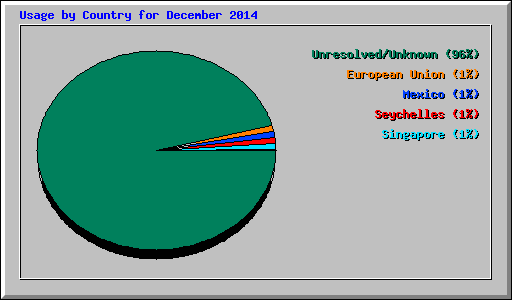 Usage by Country for December 2014
Unresolved/Unknown (96%)
European Union (1%)
Mexico (1%)
Seychelles (1%)
Singapore (1%)